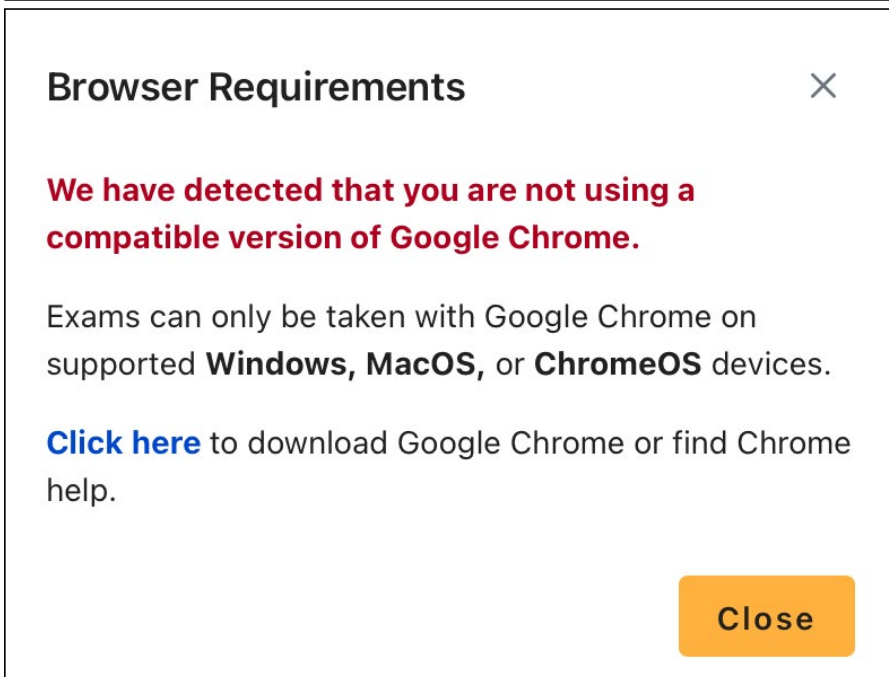 Browser Requirements
We have detected that you are not using a
compatible version of Google Chrome.
Exams can only be taken with Google Chrome on
supported Windows, MacOS, or ChromeOS devices.
Click here to download Google Chrome or find Chrome
help.
Close